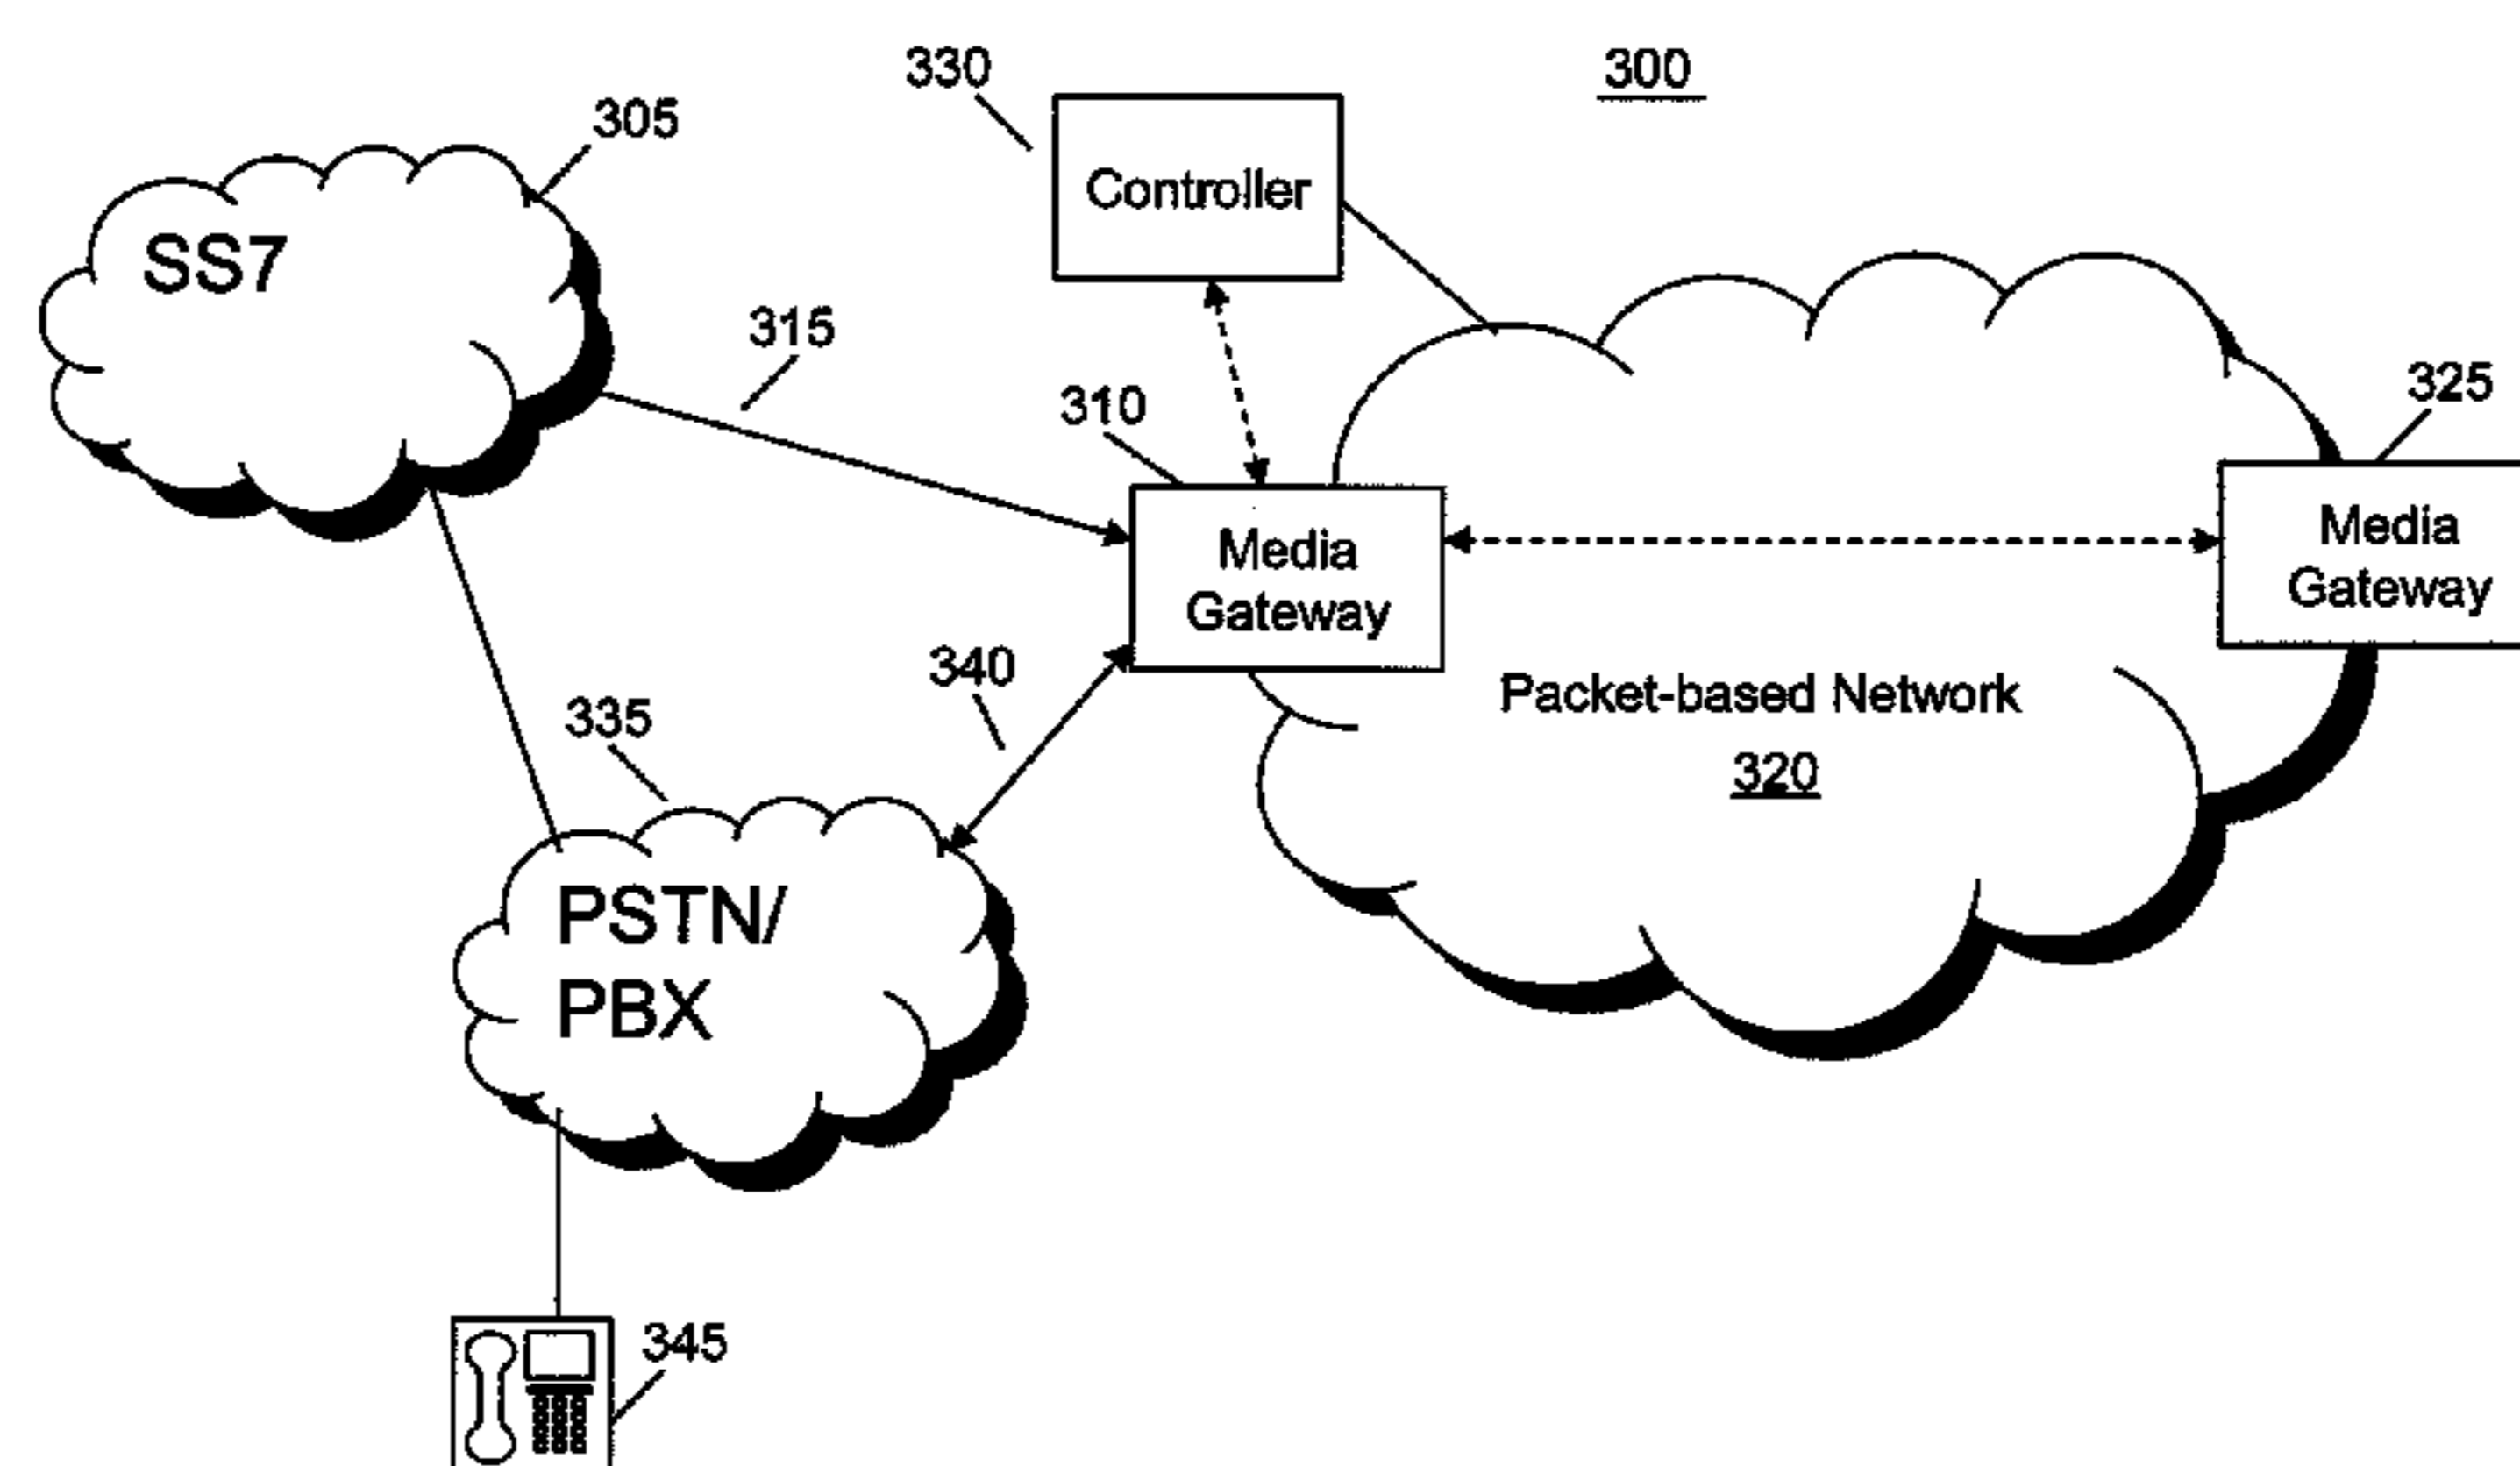 330
300
305
Controller
SS7
315
310
325
Media
Gateway
Media
Gateway
340
Packet-based Network
335
320
PSTN/
PBX
345